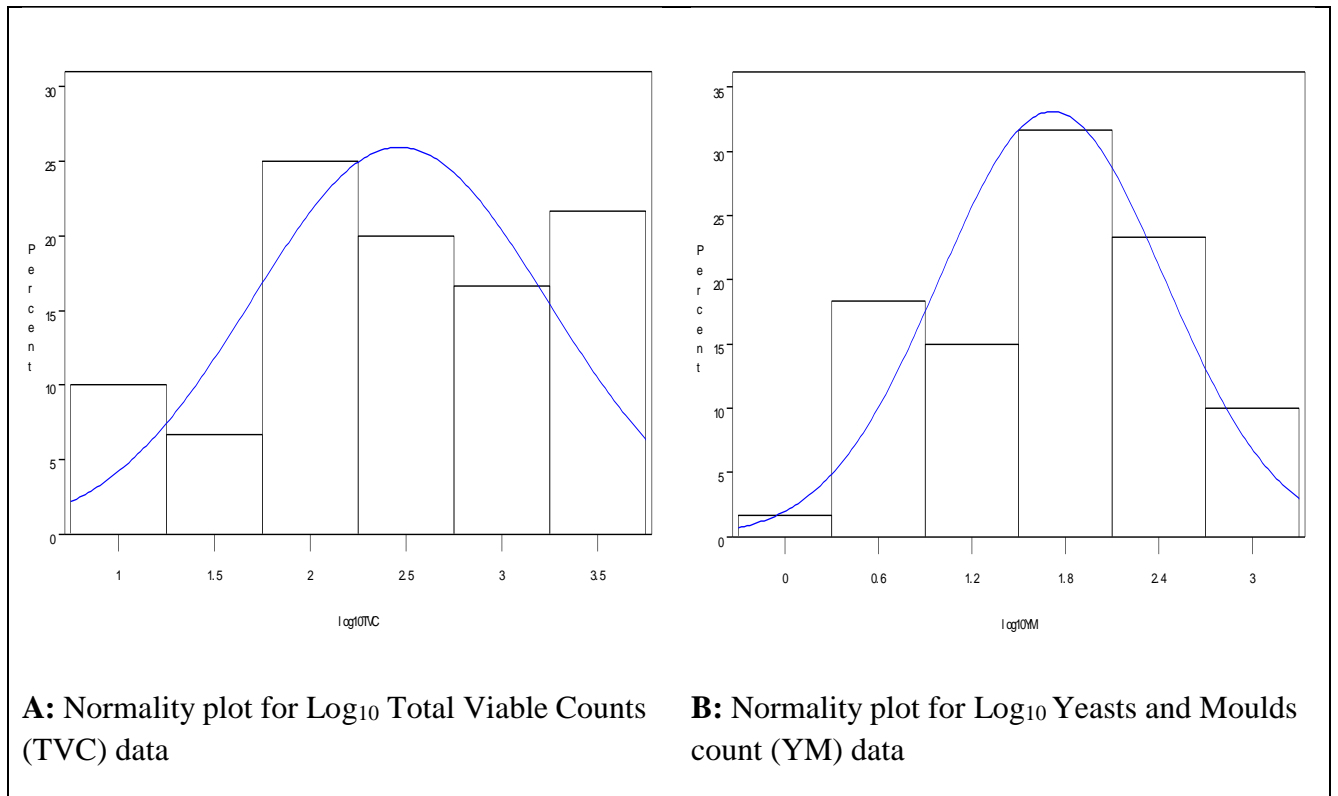 30
25
20
15
10
5
0
Percent
1 1.5 2 2.5 3 3.5
log10TVC
35
30
25
20
15
10
5
0
Percent
0 0.6 1.2 1.8 2.4 3
log10YM
A: Normality plot for Log₁₀ Total Viable Counts
(TVC) data
B: Normality plot for Log₁₀ Yeasts and Moulds
count (YM) data